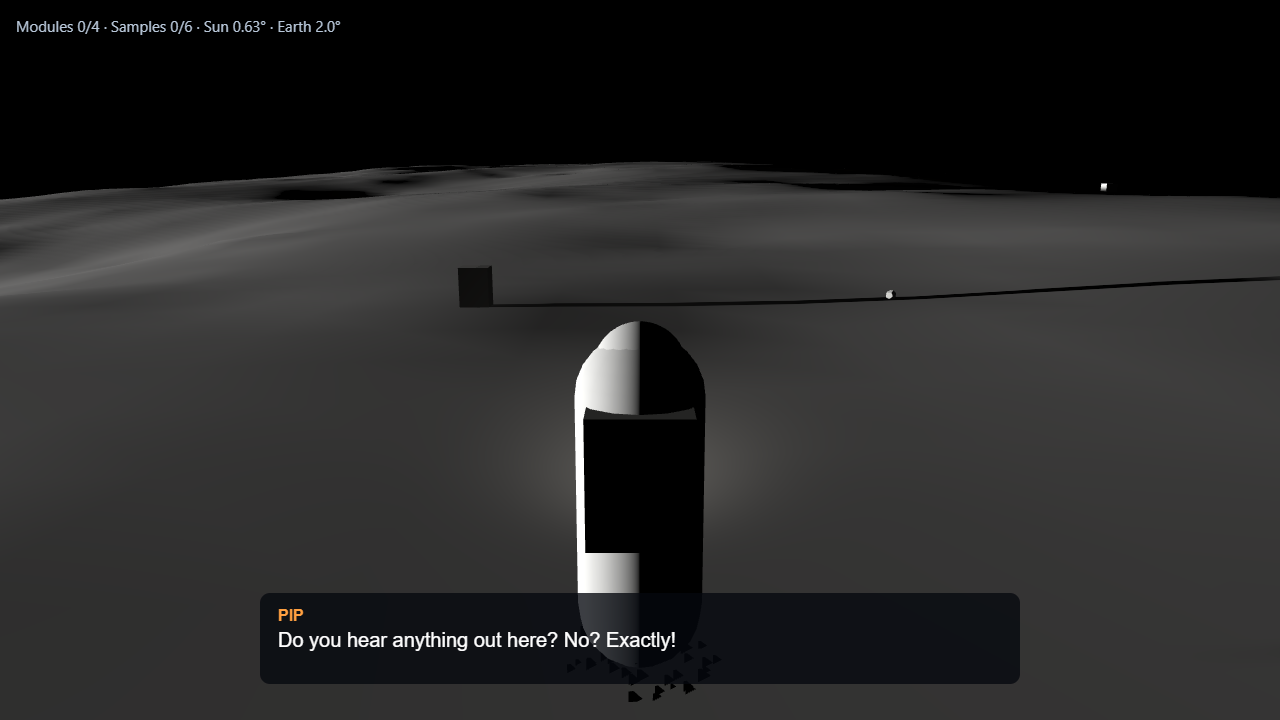 Modules 0/4 · Samples 0/6 · Sun 0.63° · Earth 2.0°
PIP
Do you hear anything out here? No? Exactly!